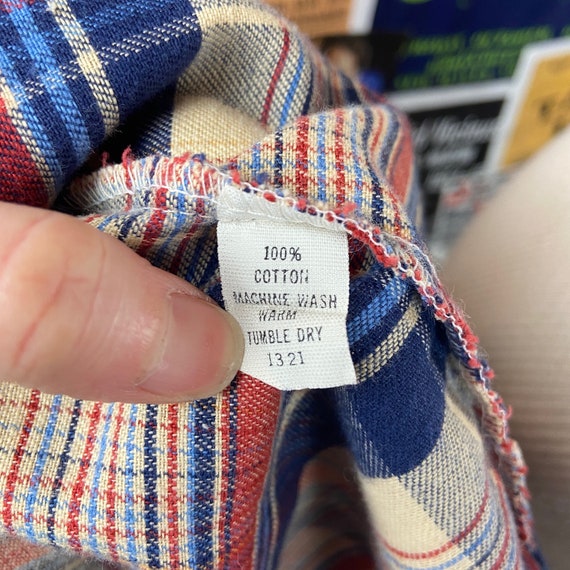 100%
COTTON
MACHINE WASH
WARM
TUMBLE DRY
1321